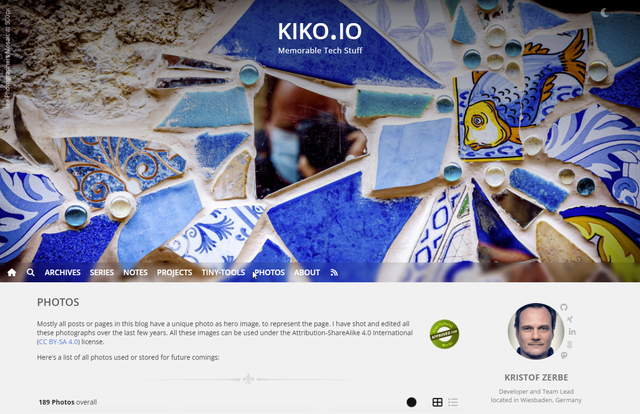 KIKO.IO
Memorable Tech Stuff
ARCHIVES SERIES NOTES PROJECTS TINY-TOOLS PHOTOS ABOUT
PHOTOS
Mostly all posts or pages in this blog have a unique photo as hero image, to represent the page. I have shot and edited all
these photographs over the last few years. All these images can be used under the Attribution-ShareAlike 4.0 International
(CC BY-SA 4.0) license.
Here's a list of all photos used or stored for future comings:
189 Photos overall
KRISTOF ZERBE
Developer and Team Lead
located in Wiesbaden, Germany